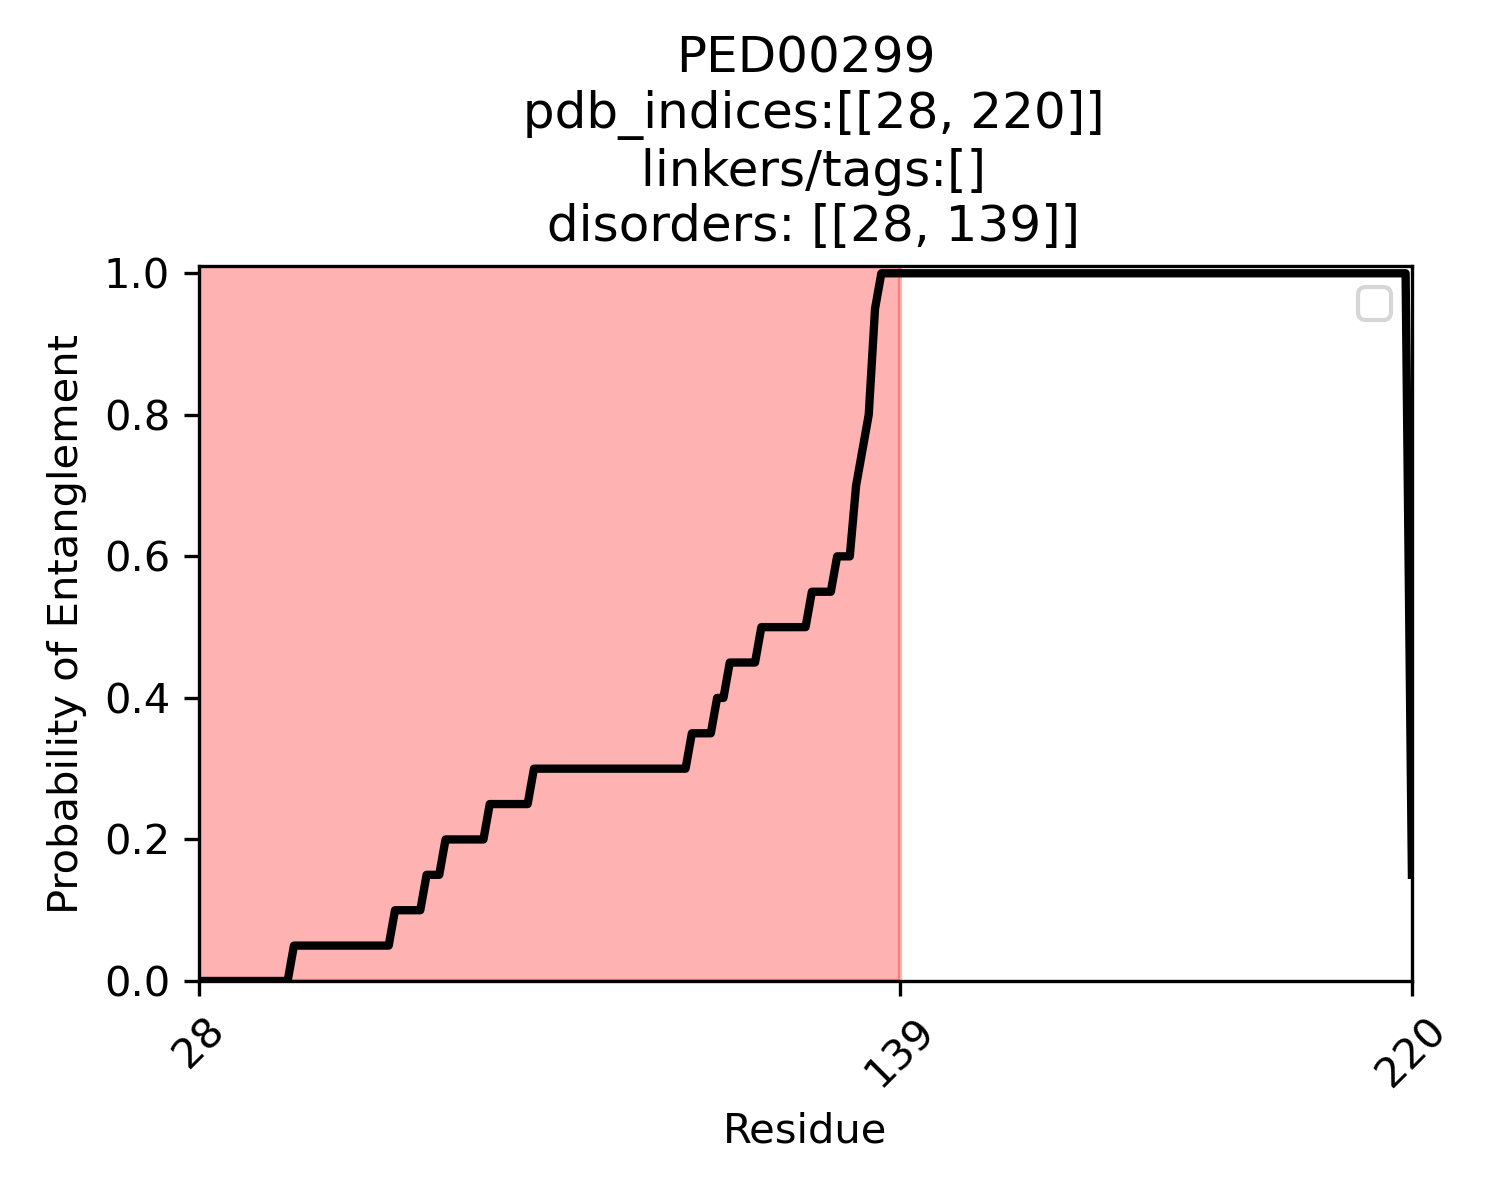 PED00299
pdb_indices:[[28, 220]]
linkers/tags:[]
disorders: [[28, 139]]
Probability of Entanglement
1.0
0.8
0.6
0.4
0.2
0.0
28
139
220
Residue